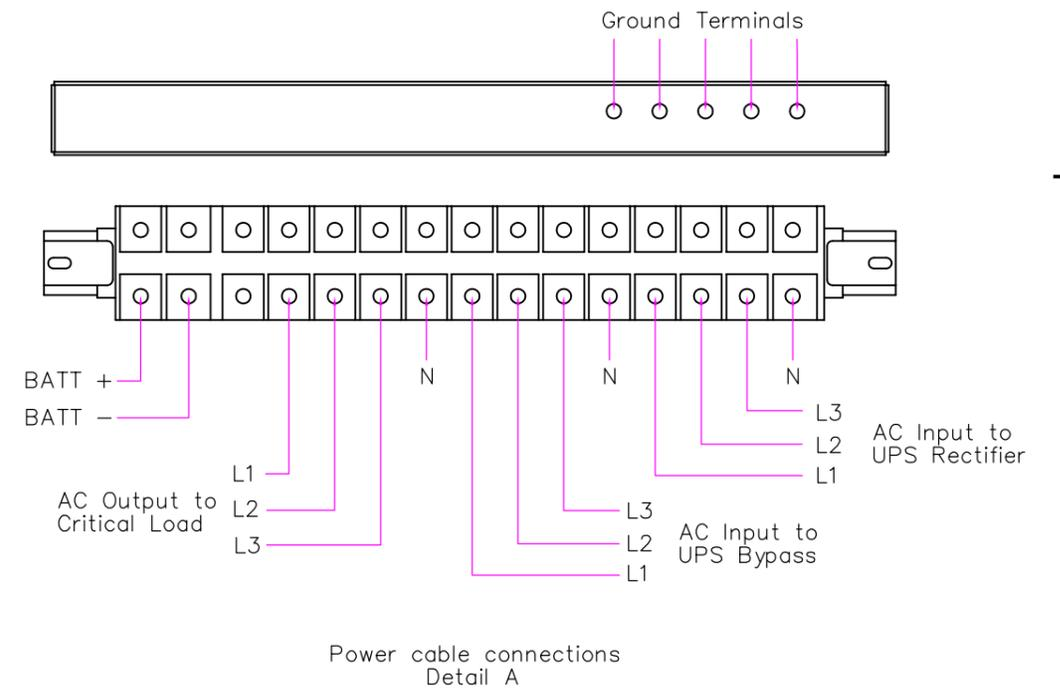 Ground Terminals
BATT +
BATT −
N
N
N
L3
L2
L1
AC Input to
UPS Rectifier
AC Output to
Critical Load
L1
L2
L3
L3
L2
L1
AC Input to
UPS Bypass
Power cable connections
Detail A